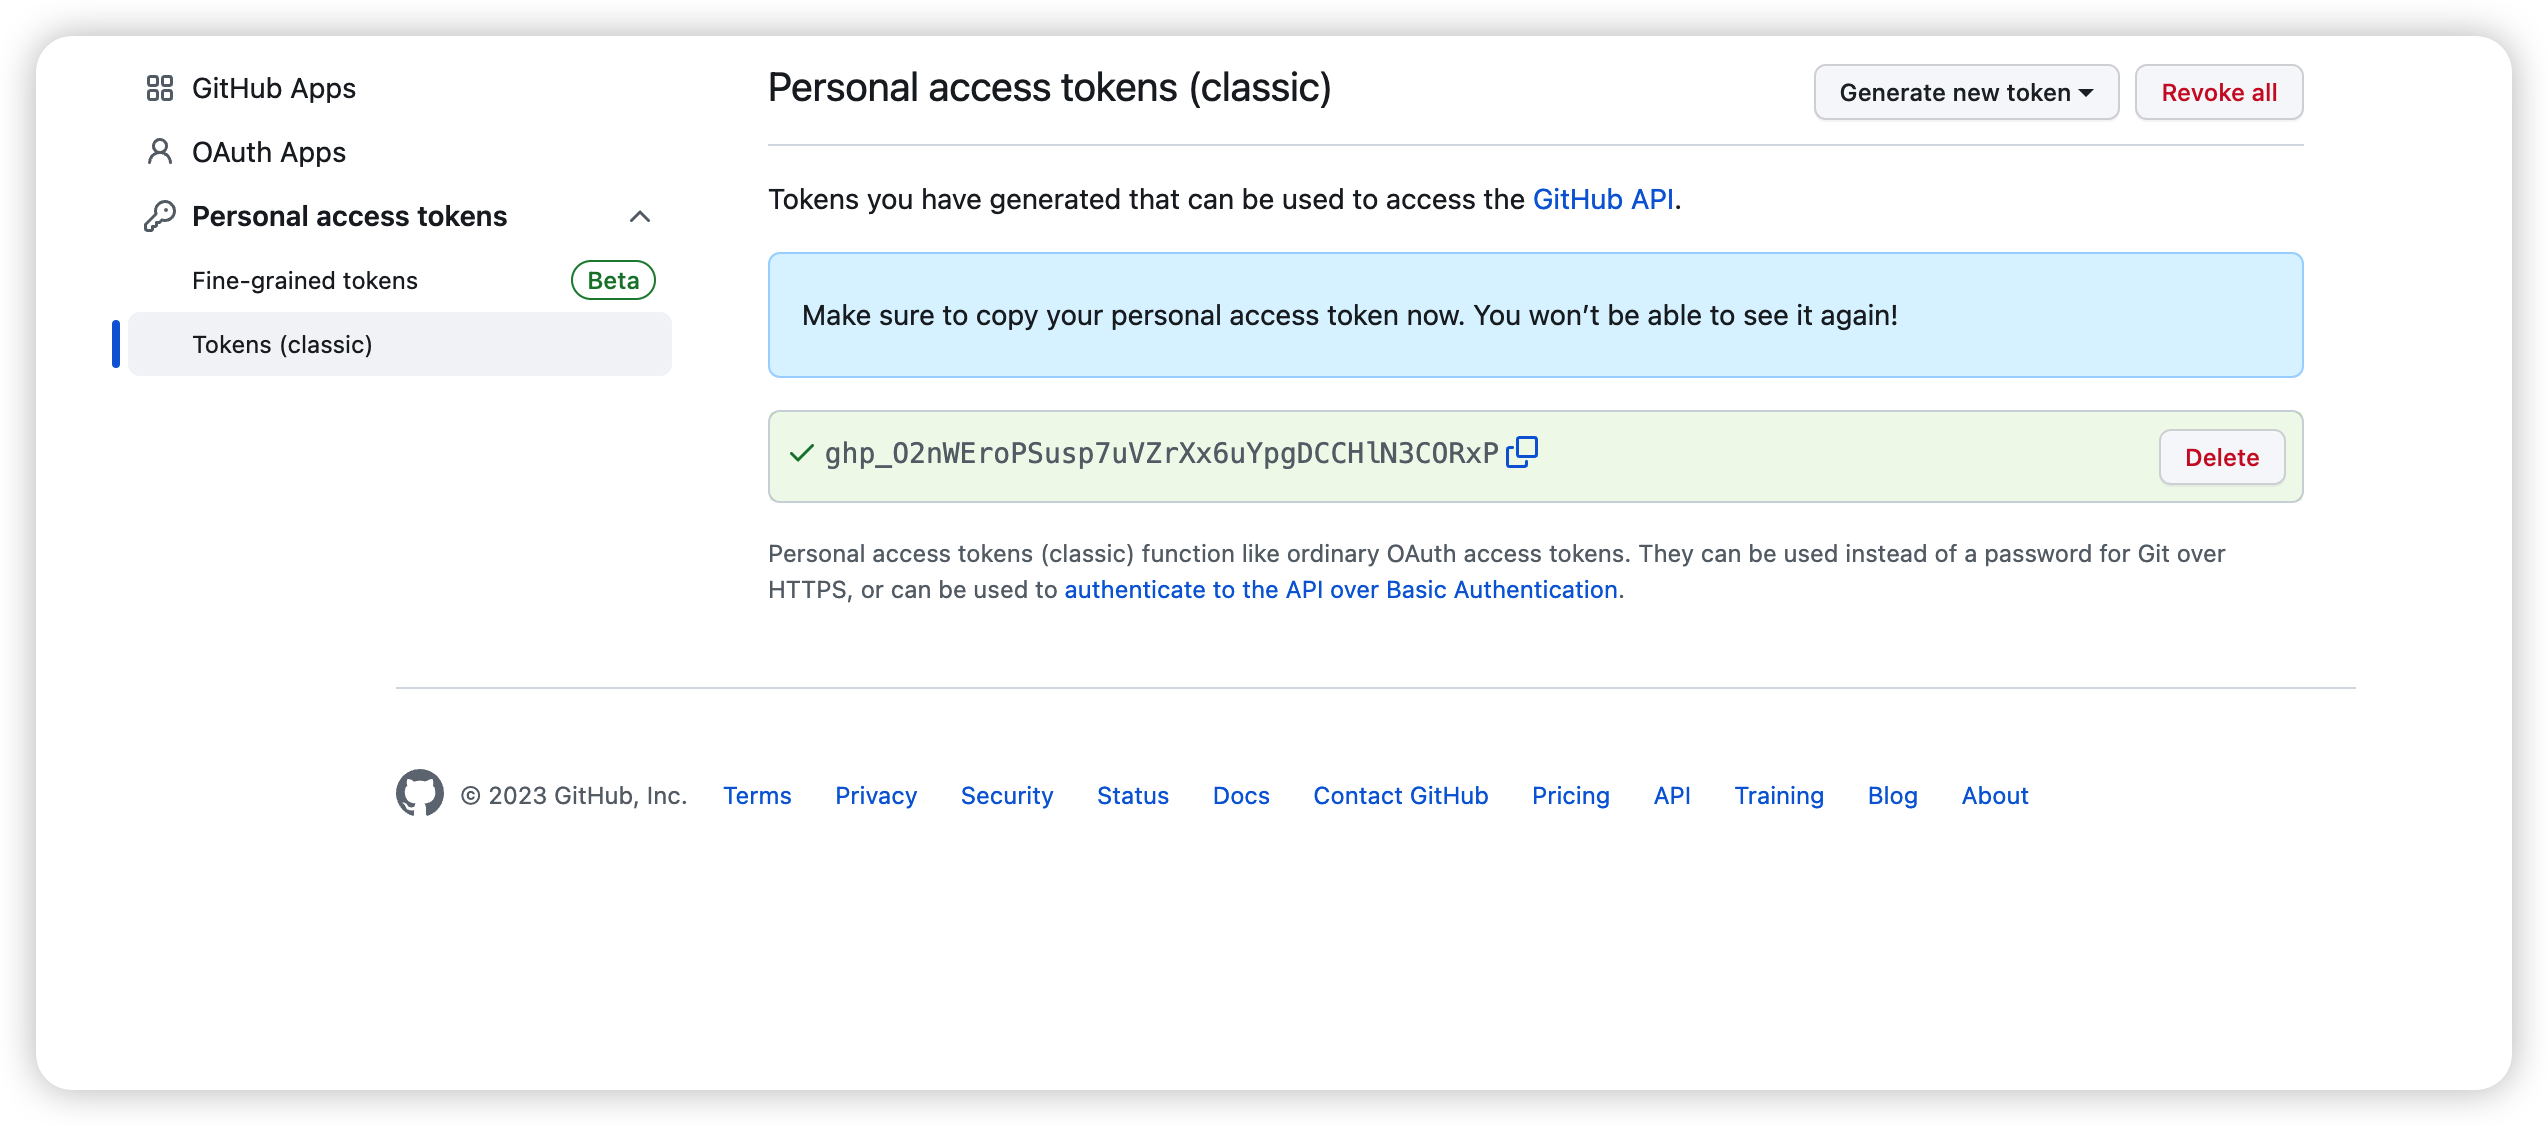 GitHub Apps
OAuth Apps
Personal access tokens
Fine-grained tokens Beta
Tokens (classic)
Personal access tokens (classic)
Generate new token
Revoke all
Tokens you have generated that can be used to access the GitHub API.
Make sure to copy your personal access token now. You won’t be able to see it again!
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
Delete
Personal access tokens (classic) function like ordinary OAuth access tokens. They can be used instead of a password for Git over
HTTPS, or can be used to authenticate to the API over Basic Authentication.
© 2023 GitHub, Inc. Terms Privacy Security Status Docs Contact GitHub Pricing API Training Blog About